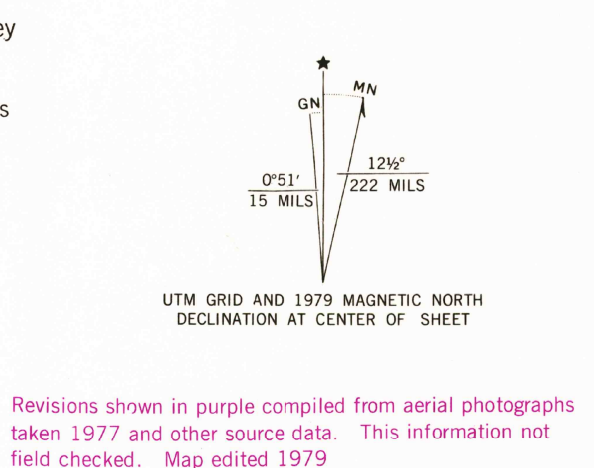 ey
s
★
MN
GN
12½°
222 MILS
0°51'
15 MILS
UTM GRID AND 1979 MAGNETIC NORTH
DECLINATION AT CENTER OF SHEET
Revisions shown in purple compiled from aerial photographs
taken 1977 and other source data. This information not
field checked. Map edited 1979